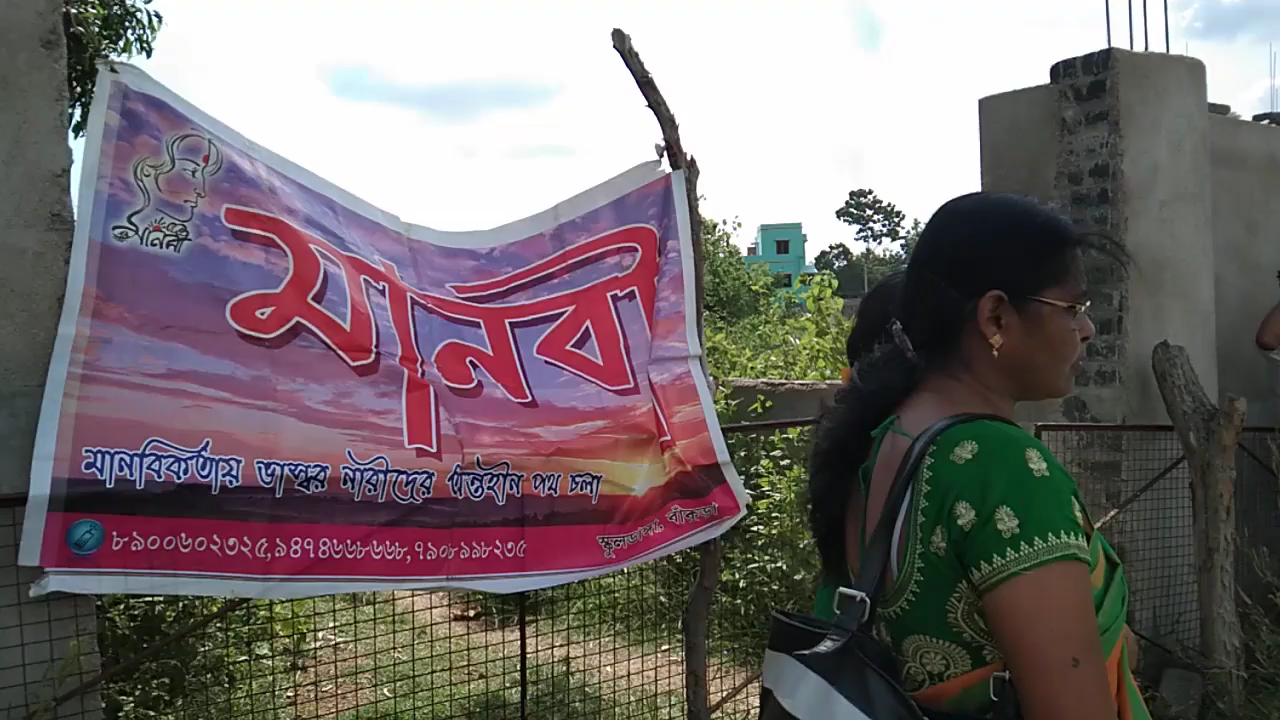 মানবী
মানবী
মানবিকতায় ভাস্বর নারীদের অন্তহীন পথ চলা
৮৯০০৬০২৩২৫,৯৪৭৪৬৬৮৬৬৮,৭৯০৮৯৯৮২৩৫
স্কুলডাঙ্গা, বাঁকুড়া